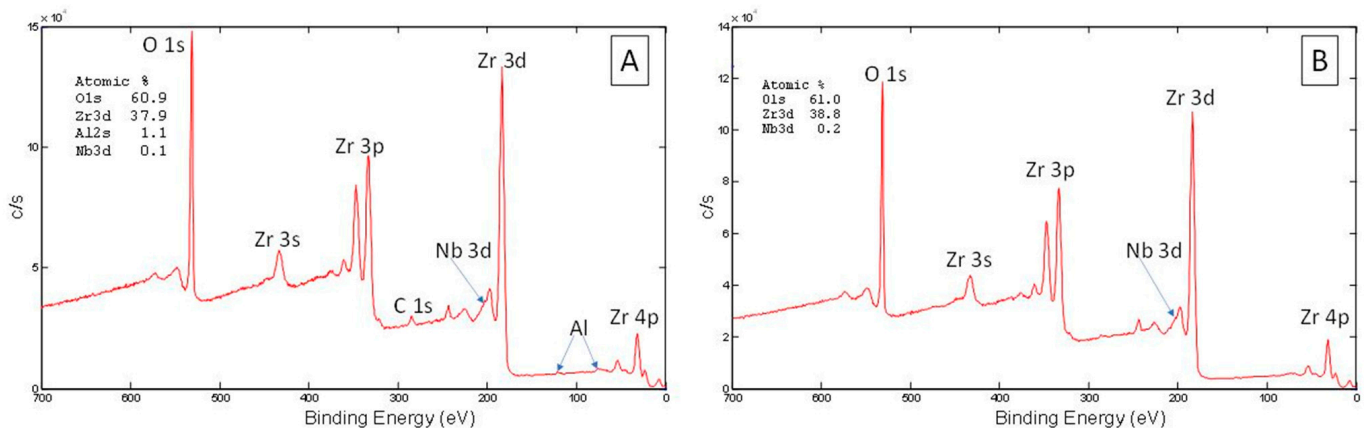 × 10⁴
15
10
5
0
c/s
O 1s
Atomic %
O1s 60.9
Zr3d 37.9
Al2s 1.1
Nb3d 0.1
Zr 3s
Zr 3p
C 1s
Nb 3d
Zr 3d
Al
Zr 4p
A
700 600 500 400 300 200 100 0
Binding Energy (eV)
× 10⁴
14
12
10
8
6
4
2
0
c/s
O 1s
Atomic %
O1s 61.0
Zr3d 38.8
Nb3d 0.2
Zr 3s
Zr 3p
Nb 3d
Zr 3d
Zr 4p
B
700 600 500 400 300 200 100 0
Binding Energy (eV)